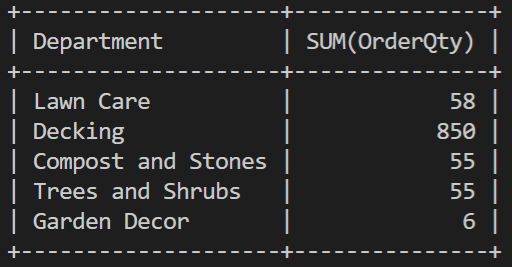 +--------------------+---------------+
| Department         | SUM(OrderQty) |
+--------------------+---------------+
| Lawn Care          |            58 |
| Decking            |           850 |
| Compost and Stones |            55 |
| Trees and Shrubs   |            55 |
| Garden Decor       |             6 |
+--------------------+---------------+